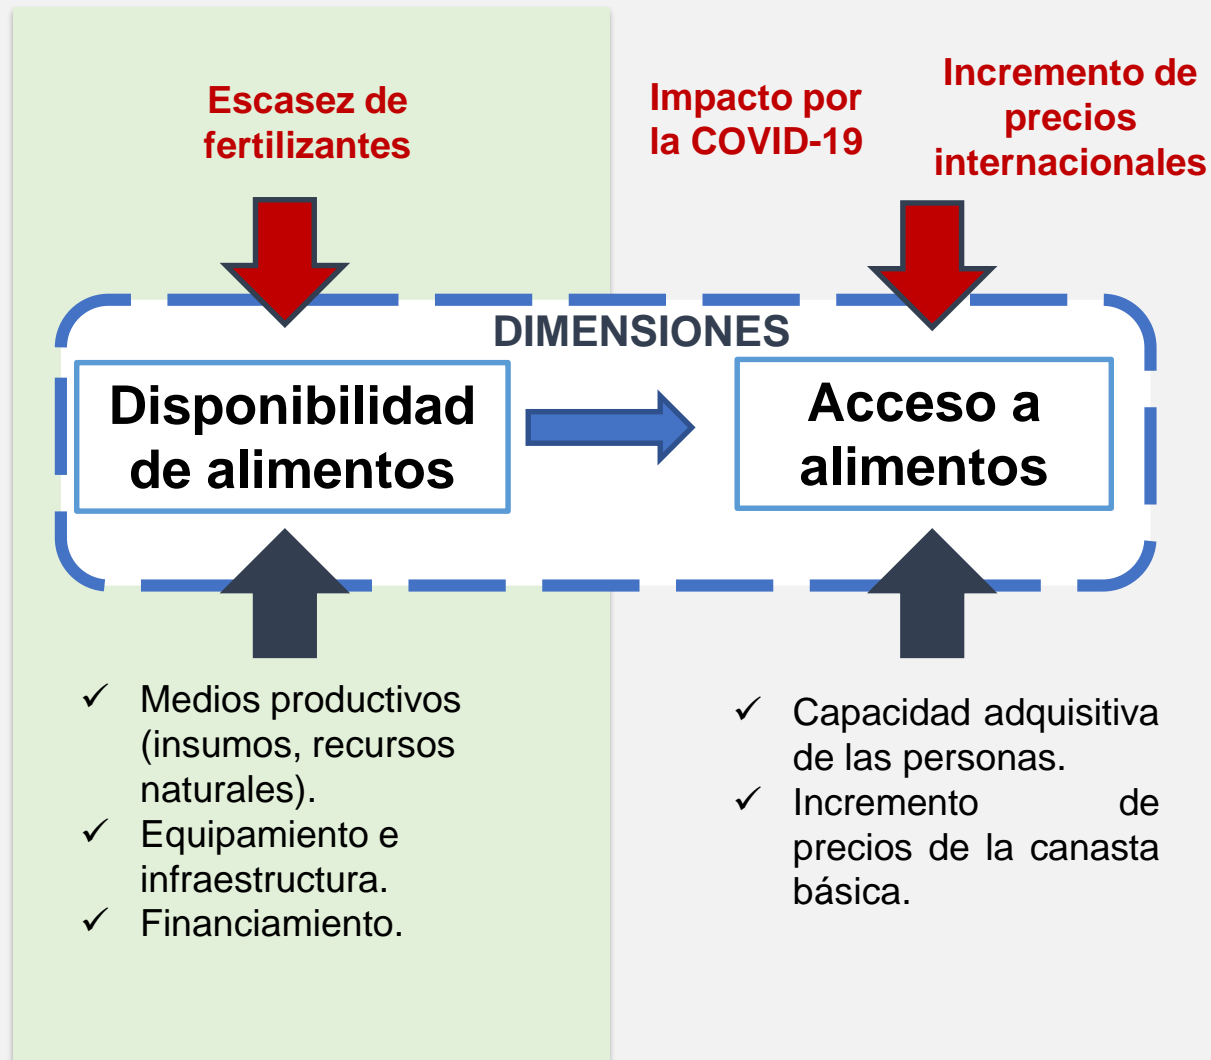 Escasez de
fertilizantes
Impacto por
la COVID-19
Incremento de
precios
internacionales
DIMENSIONES
Disponibilidad
de alimentos
Acceso a
alimentos
✓ Medios productivos
(insumos, recursos
naturales).
✓ Equipamiento e
infraestructura.
✓ Financiamiento.
✓ Capacidad adquisitiva
de las personas.
✓ Incremento de
precios de la canasta
básica.